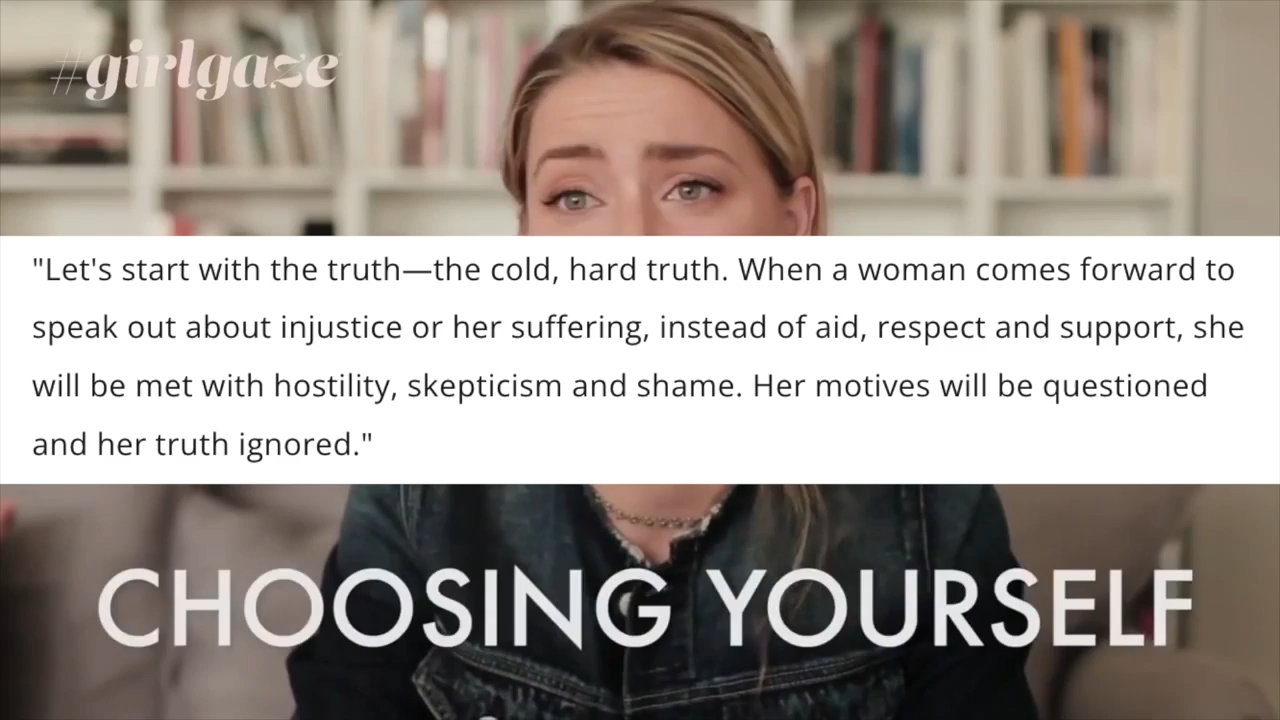 #girlgaze
"Let's start with the truth—the cold, hard truth. When a woman comes forward to
speak out about injustice or her suffering, instead of aid, respect and support, she
will be met with hostility, skepticism and shame. Her motives will be questioned
and her truth ignored."
CHOOSING YOURSELF